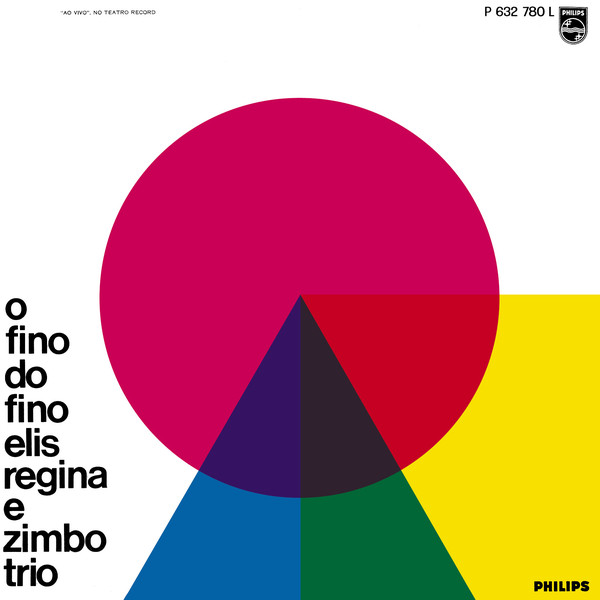 "AO VIVO", NO TEATRO RECORD
P 632 780 L
PHILIPS
o
fino
do
fino
elis
regina
e
zimbo
trio
PHILIPS